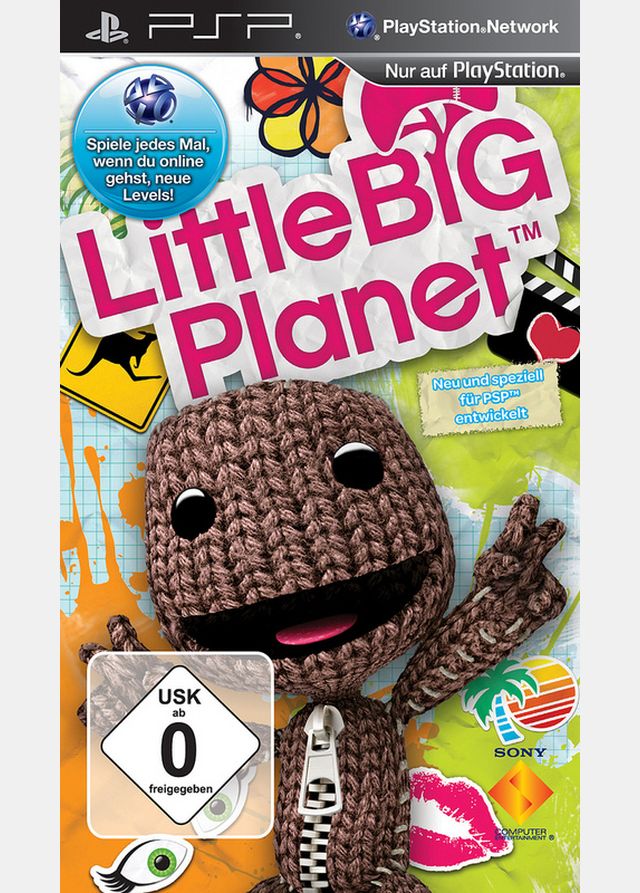 PSP
PlayStation®Network
Nur auf PlayStation®
Spiele jedes Mal,
wenn du online
gehst, neue
Levels!
LittleBIG
Planet™
Neu und speziell
für PSP™
entwickelt
USK
ab
0
freigegeben
SONY
COMPUTER
ENTERTAINMENT®